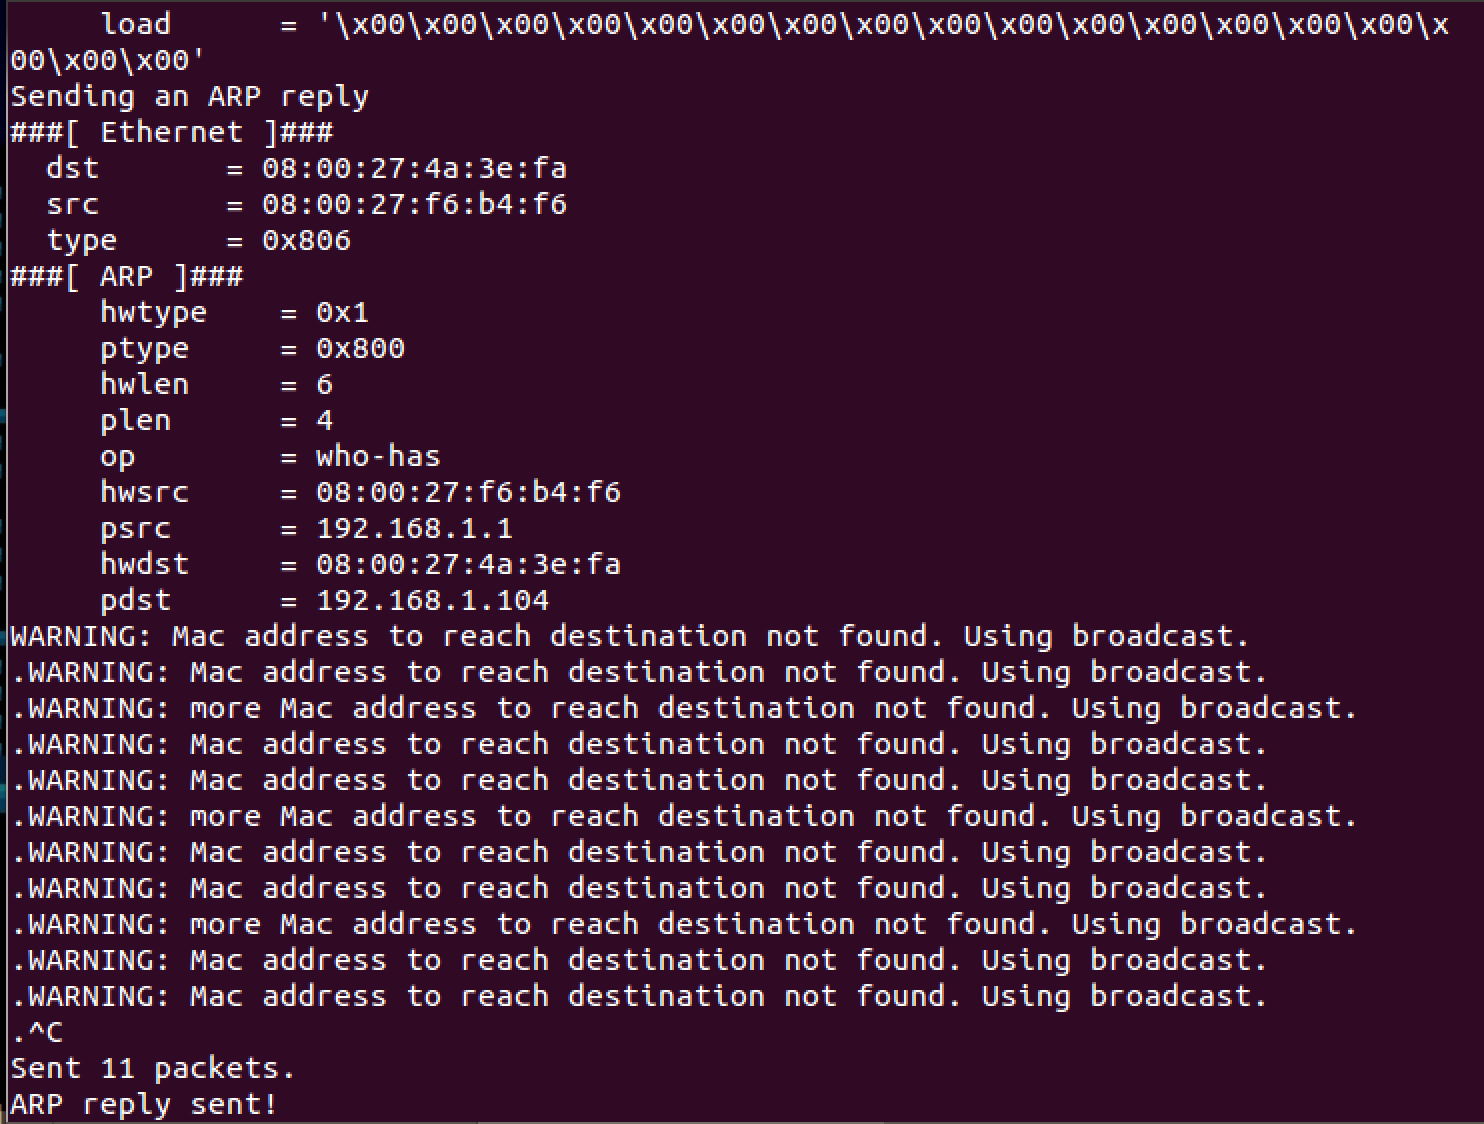 load      = '\x00\x00\x00\x00\x00\x00\x00\x00\x00\x00\x00\x00\x00\x00\x00\x
00\x00\x00'
Sending an ARP reply
###[ Ethernet ]###
  dst       = 08:00:27:4a:3e:fa
  src       = 08:00:27:f6:b4:f6
  type      = 0x806
###[ ARP ]###
     hwtype    = 0x1
     ptype     = 0x800
     hwlen     = 6
     plen      = 4
     op        = who-has
     hwsrc     = 08:00:27:f6:b4:f6
     psrc      = 192.168.1.1
     hwdst     = 08:00:27:4a:3e:fa
     pdst      = 192.168.1.104
WARNING: Mac address to reach destination not found. Using broadcast.
.WARNING: Mac address to reach destination not found. Using broadcast.
.WARNING: more Mac address to reach destination not found. Using broadcast.
.WARNING: Mac address to reach destination not found. Using broadcast.
.WARNING: Mac address to reach destination not found. Using broadcast.
.WARNING: more Mac address to reach destination not found. Using broadcast.
.WARNING: Mac address to reach destination not found. Using broadcast.
.WARNING: Mac address to reach destination not found. Using broadcast.
.WARNING: more Mac address to reach destination not found. Using broadcast.
.WARNING: Mac address to reach destination not found. Using broadcast.
.WARNING: Mac address to reach destination not found. Using broadcast.
.^C
Sent 11 packets.
ARP reply sent!